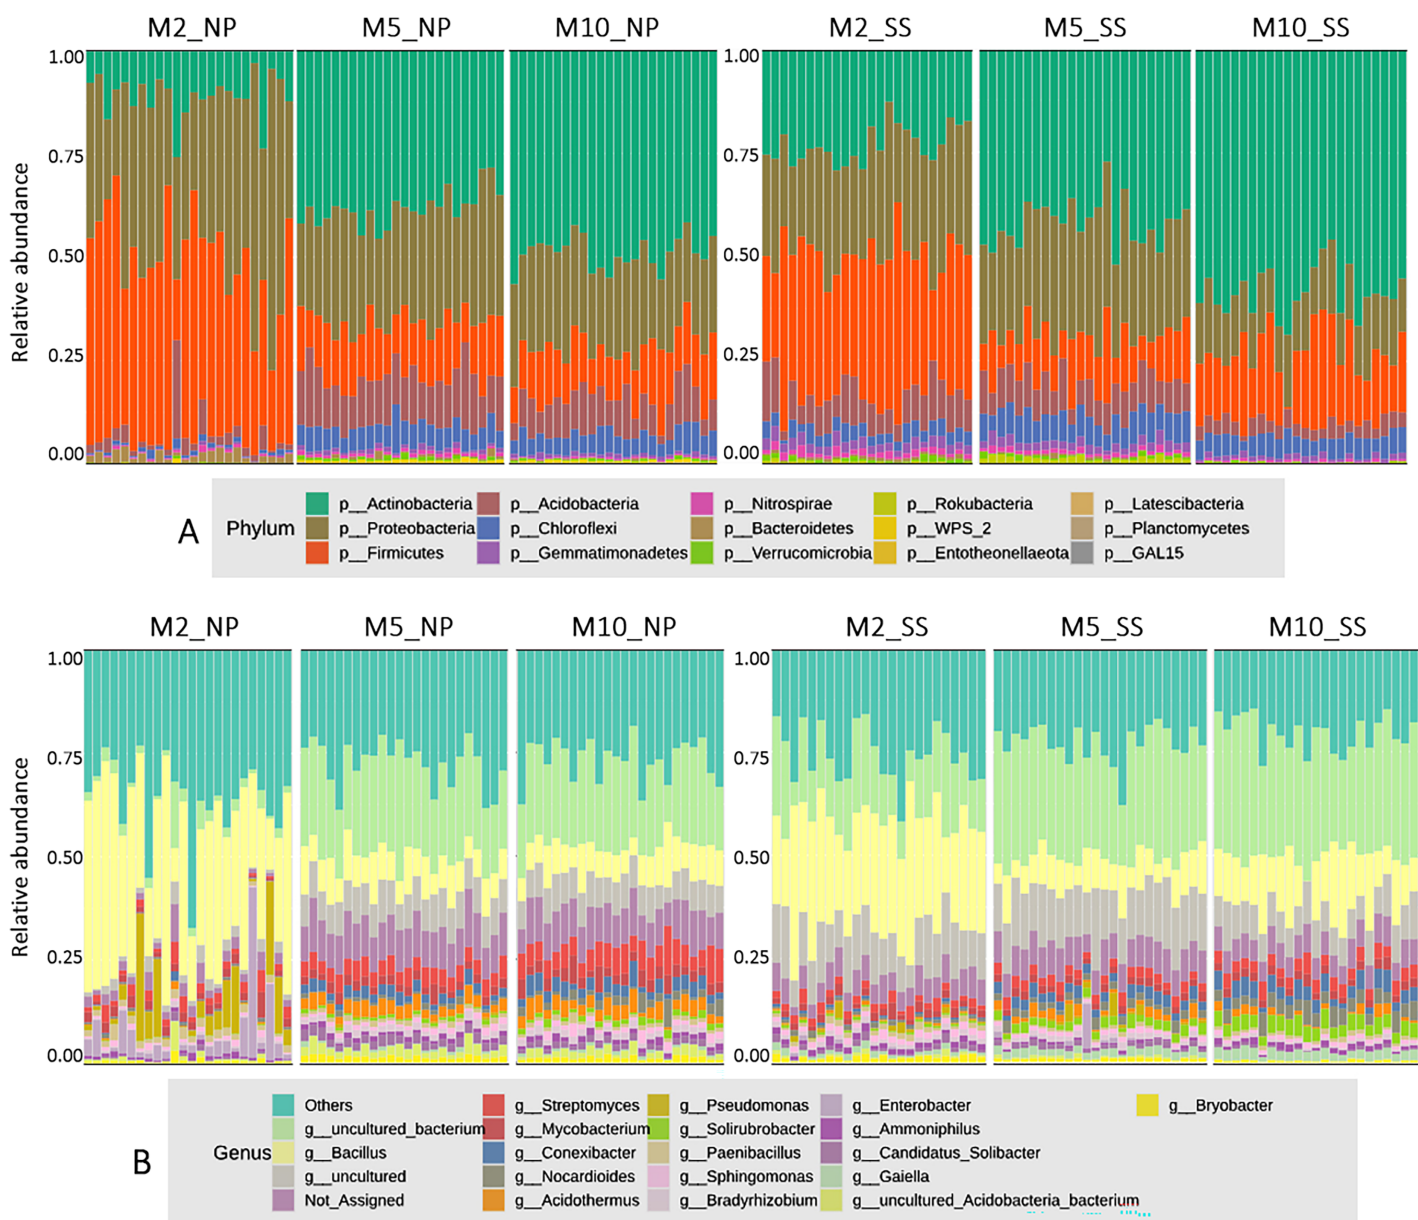 M2_NP M5_NP M10_NP M2_SS M5_SS M10_SS
1.00 1.00
0.75 0.75
0.50 0.50
0.25 0.25
0.00 0.00
Relative abundance
A Phylum
p__Actinobacteria p__Acidobacteria p__Nitrospirae p__Rokubacteria p__Latescibacteria
p__Proteobacteria p__Chloroflexi p__Bacteroidetes p__WPS_2 p__Planctomycetes
p__Firmicutes p__Gemmatimonadetes p__Verrucomicrobia p__Entotheonellaeota p__GAL15
M2_NP M5_NP M10_NP M2_SS M5_SS M10_SS
1.00 1.00
0.75 0.75
0.50 0.50
0.25 0.25
0.00 0.00
Relative abundance
B Genus
Others g__Streptomyces g__Pseudomonas g__Enterobacter g__Bryobacter
g__uncultured_bacterium g__Mycobacterium g__Solirubrobacter g__Ammoniphilus
g__Bacillus g__Conexibacter g__Paenibacillus g__Candidatus_Solibacter
g__uncultured g__Nocardioides g__Sphingomonas g__Gaiella
Not_Assigned g__Acidothermus g__Bradyrhizobium g__uncultured_Acidobacteria_bacterium